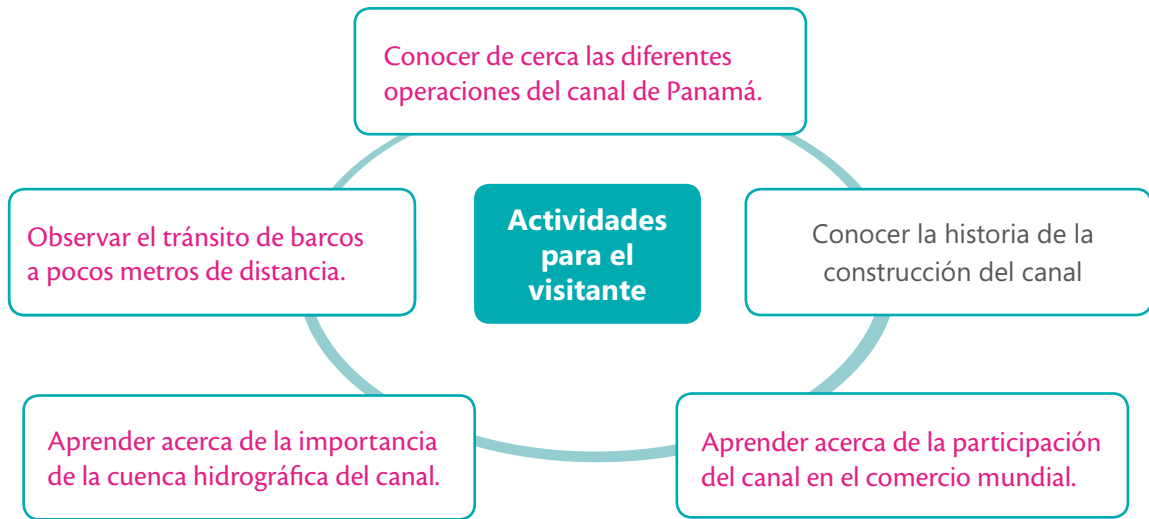 Conocer de cerca las diferentes
operaciones del canal de Panamá.
Observar el tránsito de barcos
a pocos metros de distancia.
Actividades
para el
visitante
Conocer la historia de la
construcción del canal
Aprender acerca de la importancia
de la cuenca hidrográfica del canal.
Aprender acerca de la participación
del canal en el comercio mundial.